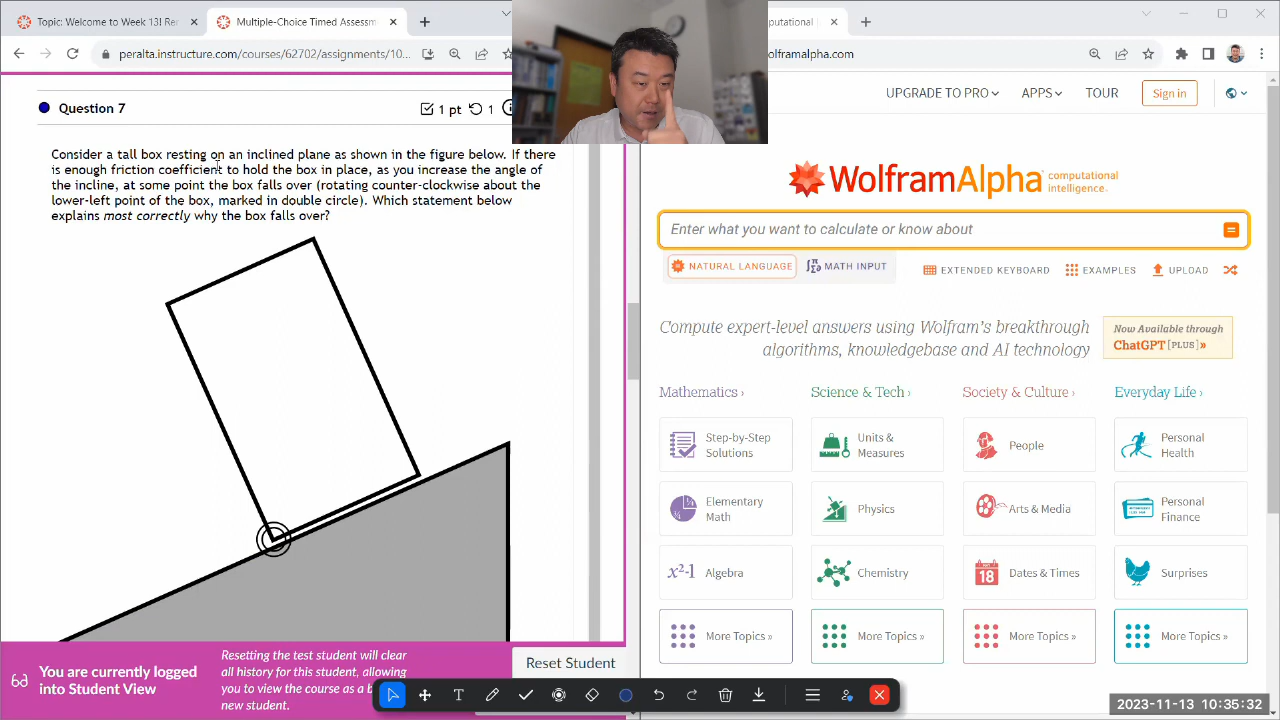 Topic: Welcome to Week 13! Re
Multiple-Choice Timed Assessm
putational
peralta.instructure.com/courses/62702/assignments/10...
olframalpha.com
Question 7
1 pt
1
UPGRADE TO PRO
APPS
TOUR
Sign in
Consider a tall box resting on an inclined plane as shown in the figure below. If there
is enough friction coefficient to hold the box in place, as you increase the angle of
the incline, at some point the box falls over (rotating counter-clockwise about the
lower-left point of the box, marked in double circle). Which statement below
explains most correctly why the box falls over?
WolframAlpha computational intelligence.
Enter what you want to calculate or know about
NATURAL LANGUAGE
MATH INPUT
EXTENDED KEYBOARD
EXAMPLES
UPLOAD
Compute expert-level answers using Wolfram's breakthrough
algorithms, knowledgebase and AI technology
Now Available through
ChatGPT [PLUS] »
Mathematics ›
Science & Tech ›
Society & Culture ›
Everyday Life ›
Step-by-Step
Solutions
Units &
Measures
People
Personal
Health
Elementary
Math
Physics
Arts & Media
Personal
Finance
x²-1
Algebra
Chemistry
18
Dates & Times
Surprises
More Topics »
More Topics »
More Topics »
More Topics »
You are currently logged
into Student View
Resetting the test student will clear
all history for this student, allowing
you to view the course as a b
new student.
Reset Student
T
2023-11-13 10:35:32